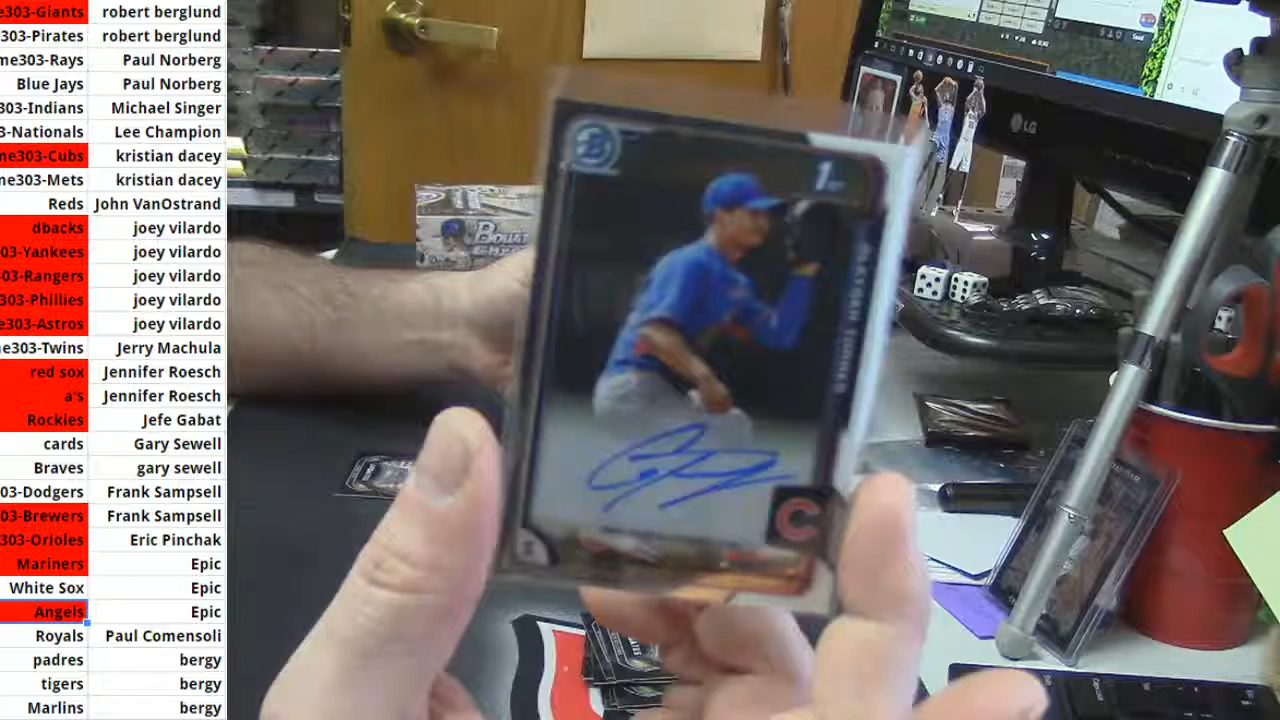 e303-Giants robert berglund
303-Pirates robert berglund
me303-Rays Paul Norberg
Blue Jays Paul Norberg
303-Indians Michael Singer
3-Nationals Lee Champion
me303-Cubs kristian dacey
me303-Mets kristian dacey
Reds John VanOstrand
dbacks joey vilardo
03-Yankees joey vilardo
03-Rangers joey vilardo
03-Phillies joey vilardo
e303-Astros joey vilardo
ne303-Twins Jerry Machula
red sox Jennifer Roesch
a's Jennifer Roesch
Rockies Jefe Gabat
cards Gary Sewell
Braves gary sewell
03-Dodgers Frank Sampsell
03-Brewers Frank Sampsell
03-Orioles Eric Pinchak
Mariners Epic
White Sox Epic
Angels Epic
Royals Paul Comensoli
padres bergy
tigers bergy
Marlins bergy
B
1st
C
LG